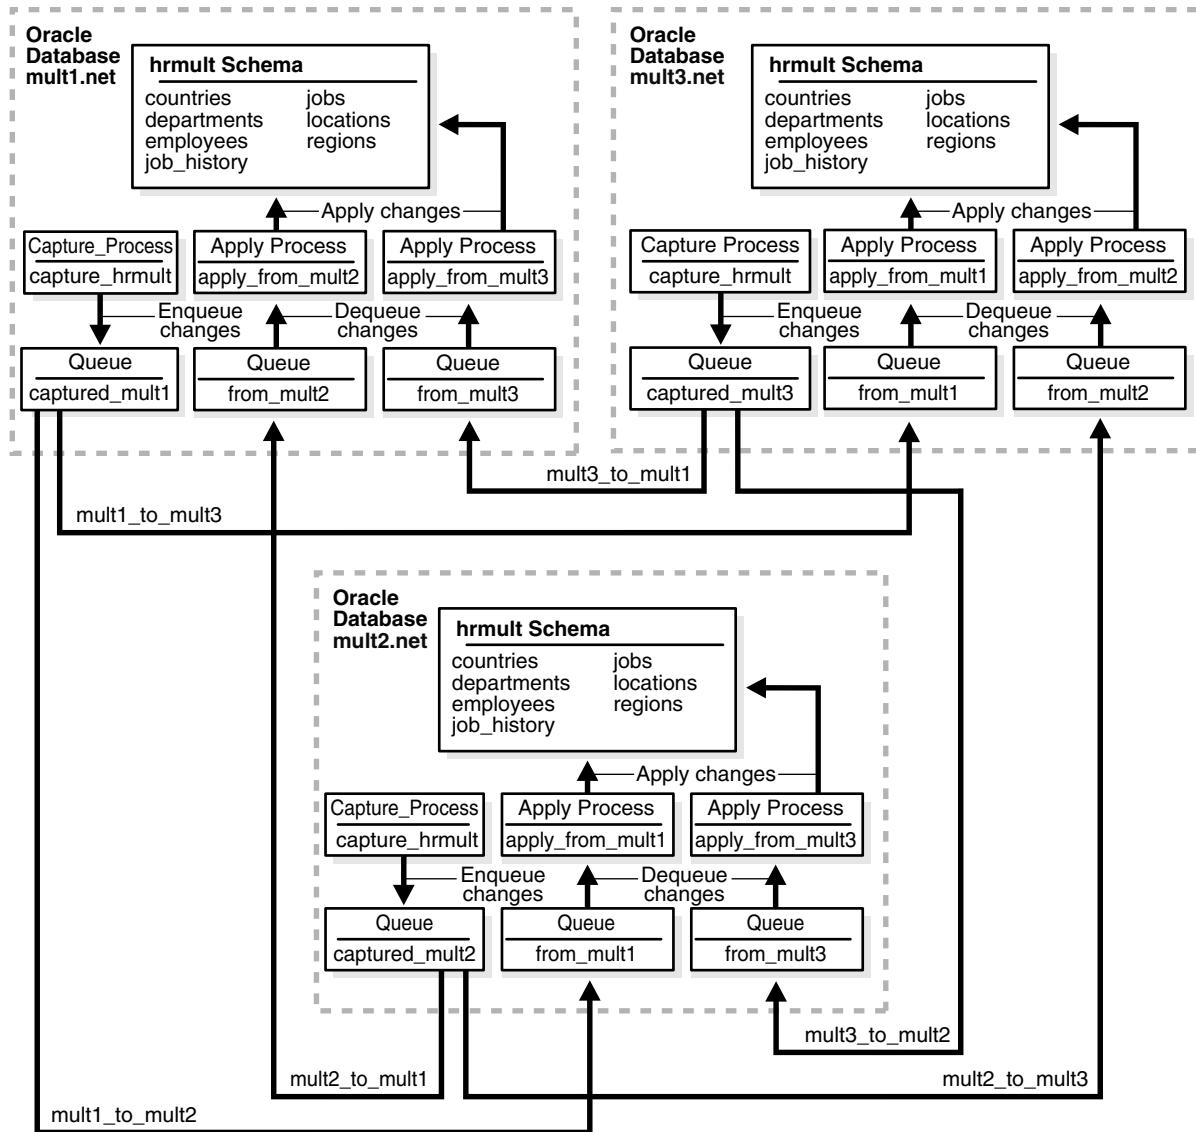 Oracle
Database
mult1.net
hrmult Schema
countries jobs
departments locations
employees regions
job_history
Apply changes
Capture_Process
capture_hrmult
Apply Process
apply_from_mult2
Apply Process
apply_from_mult3
Enqueue
changes
Dequeue
changes
Queue
captured_mult1
Queue
from_mult2
Queue
from_mult3
Oracle
Database
mult3.net
hrmult Schema
countries jobs
departments locations
employees regions
job_history
Apply changes
Capture Process
capture_hrmult
Apply Process
apply_from_mult1
Apply Process
apply_from_mult2
Enqueue
changes
Dequeue
changes
Queue
captured_mult3
Queue
from_mult1
Queue
from_mult2
mult3_to_mult1
mult1_to_mult3
Oracle
Database
mult2.net
hrmult Schema
countries jobs
departments locations
employees regions
job_history
Apply changes
Capture_Process
capture_hrmult
Apply Process
apply_from_mult1
Apply Process
apply_from_mult3
Enqueue
changes
Dequeue
changes
Queue
captured_mult2
Queue
from_mult1
Queue
from_mult3
mult3_to_mult2
mult2_to_mult1
mult2_to_mult3
mult1_to_mult2